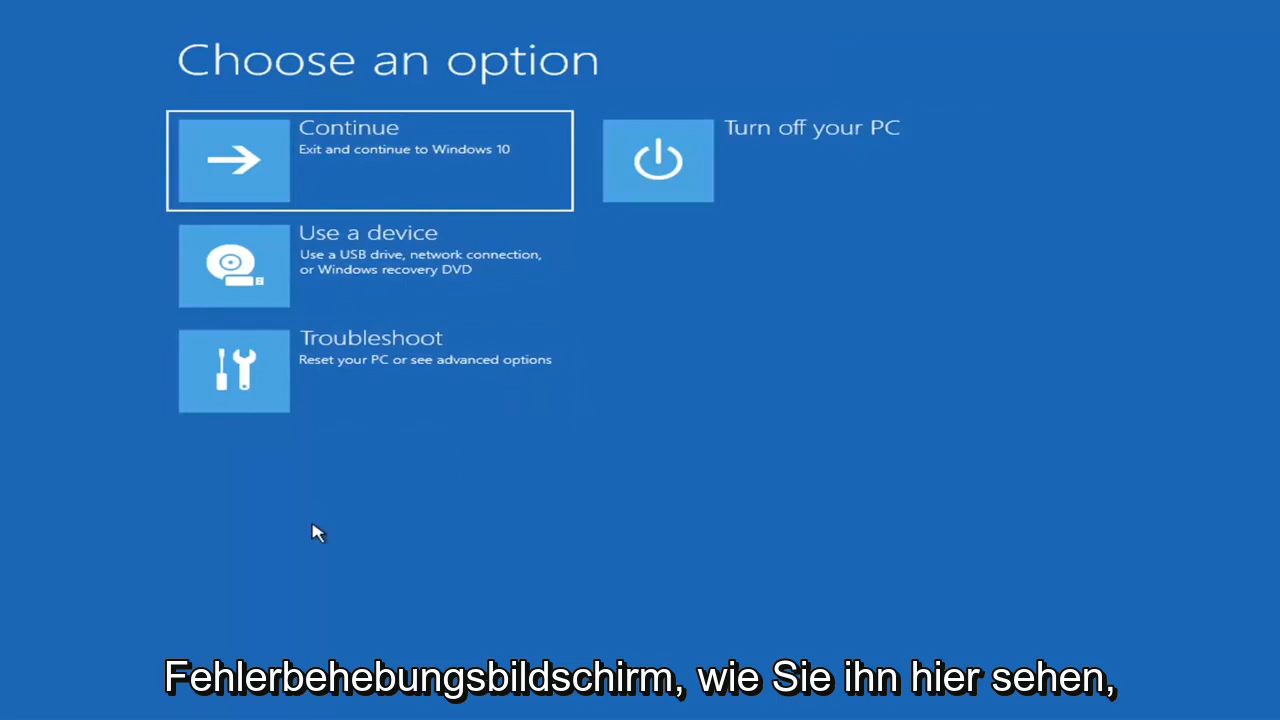 Choose an option
Continue
Exit and continue to Windows 10
Turn off your PC
Use a device
Use a USB drive, network connection,
or Windows recovery DVD
Troubleshoot
Reset your PC or see advanced options
Fehlerbehebungsbildschirm, wie Sie ihn hier sehen,